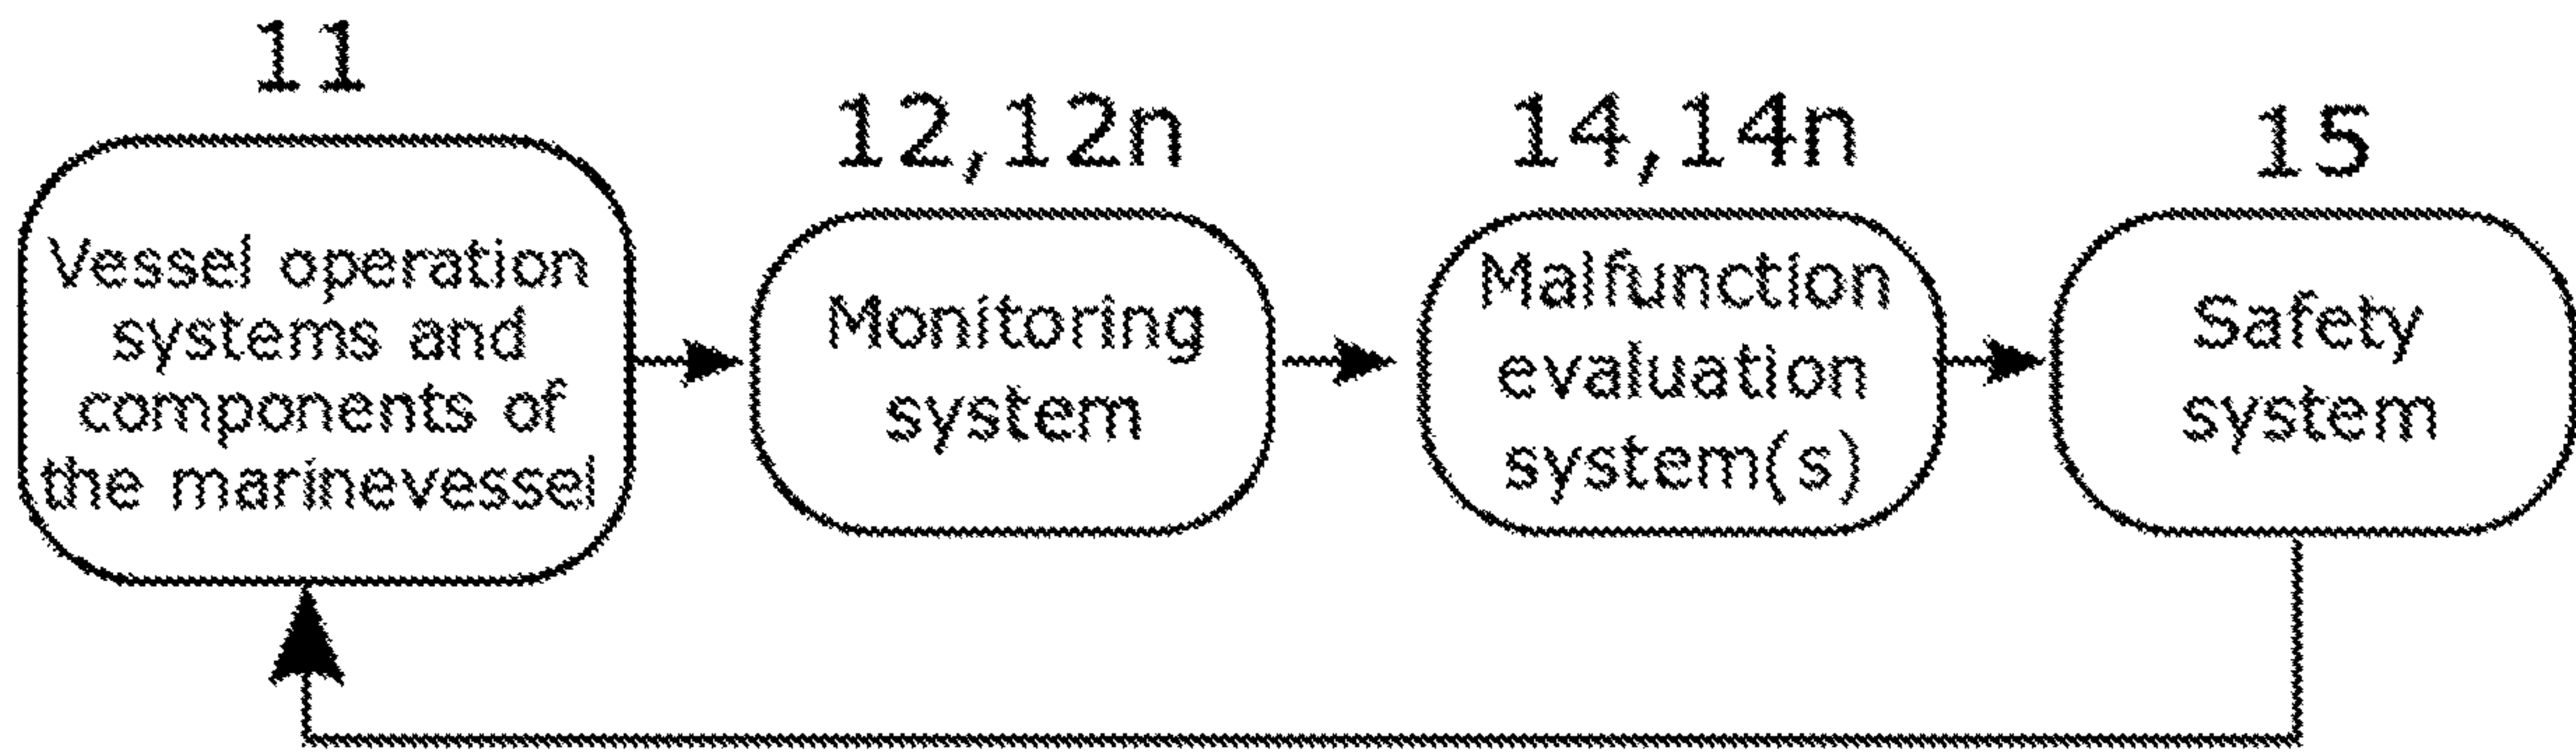 11
Vessel operation
systems and
components of
the marinevessel
12,12n
Monitoring
system
14,14n
Malfunction
evaluation
system(s)
15
Safety
system